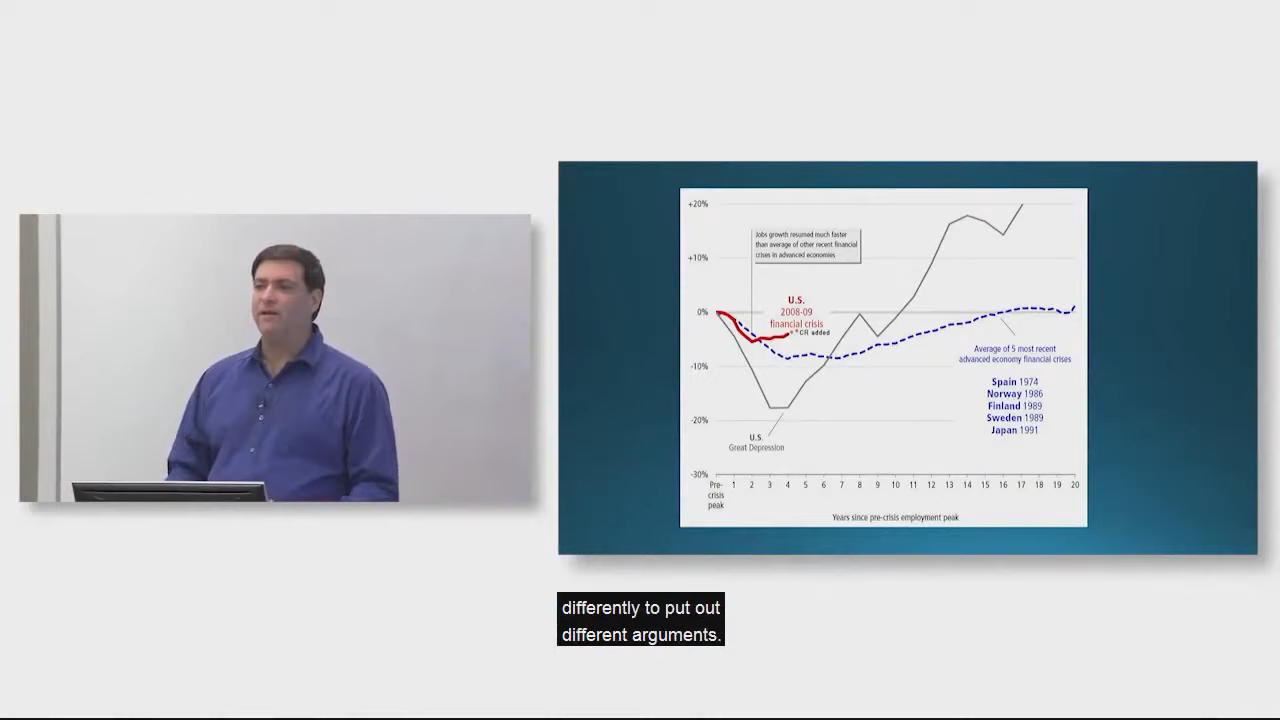 +20%
+10%
0%
-10%
-20%
-30%
Jobs growth resumed much faster
than average of other recent financial
crises in advanced economies
U.S.
2008-09
financial crisis
CR added
Average of 5 most recent
advanced economy financial crises
Spain 1974
Norway 1986
Finland 1989
Sweden 1989
Japan 1991
U.S.
Great Depression
Pre-
crisis
peak
1 2 3 4 5 6 7 8 9 10 11 12 13 14 15 16 17 18 19 20
Years since pre-crisis employment peak
differently to put out
different arguments.